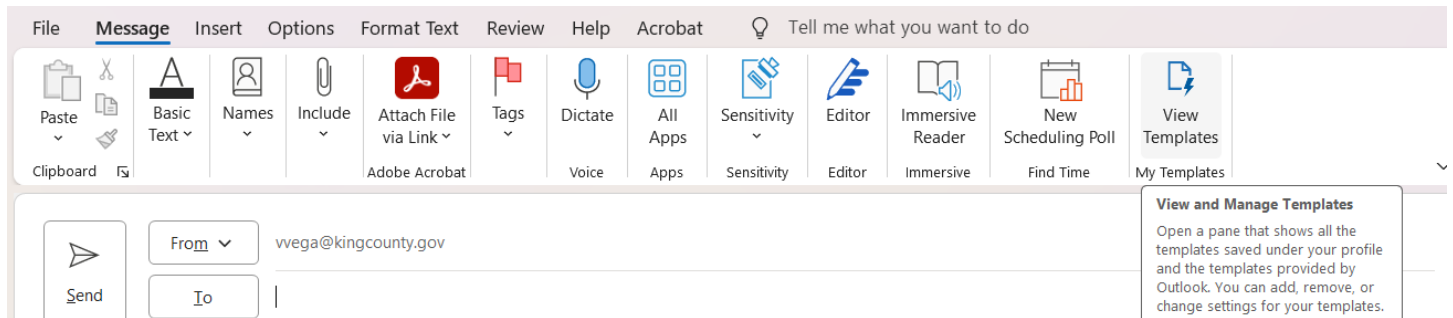 File Message Insert Options Format Text Review Help Acrobat Tell me what you want to do
Paste Basic Text Names Include Attach File via Link Tags Dictate All Apps Sensitivity Editor Immersive Reader New Scheduling Poll View Templates
Clipboard Adobe Acrobat Voice Apps Sensitivity Editor Immersive Find Time My Templates
View and Manage Templates
Open a pane that shows all the
templates saved under your profile
and the templates provided by
Outlook. You can add, remove, or
change settings for your templates.
Send
From vvega@kingcounty.gov
To